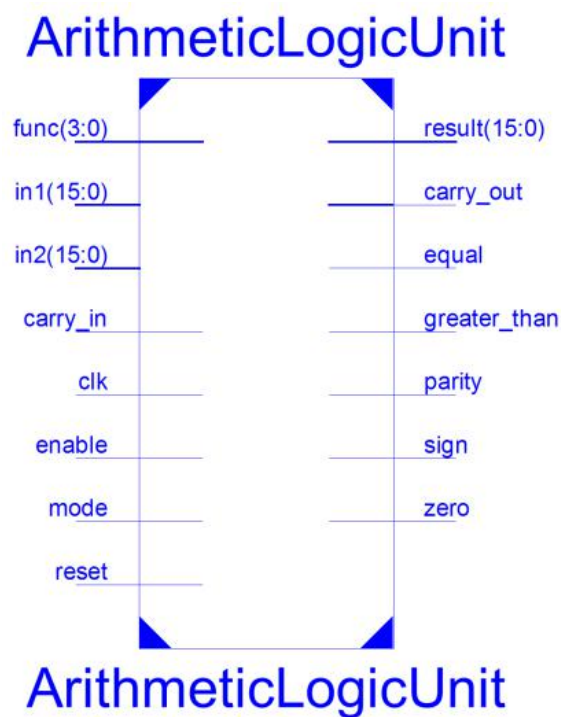 ArithmeticLogicUnit
func(3:0) result(15:0)
in1(15:0) carry_out
in2(15:0) equal
carry_in greater_than
clk parity
enable sign
mode zero
reset
ArithmeticLogicUnit